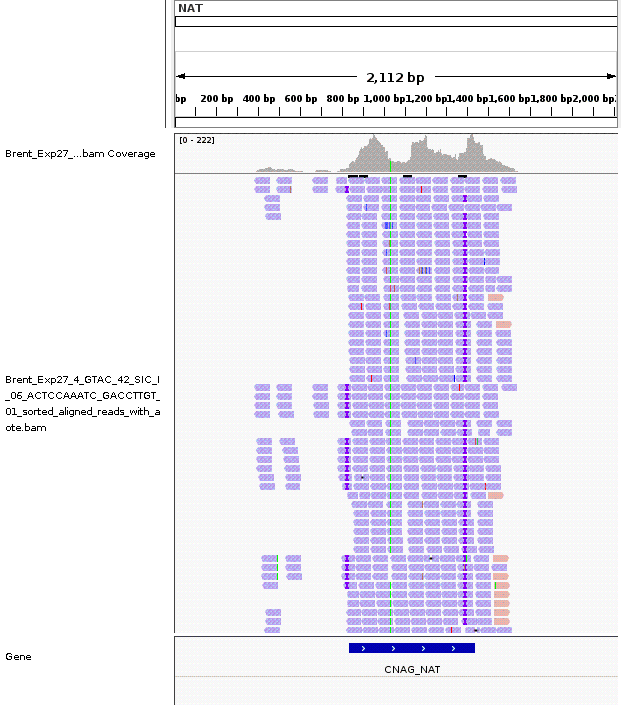 NAT
2,112 bp
bp 200 bp 400 bp 600 bp 800 bp 1,000 bp 1,200 bp 1,400 bp 1,600 bp 1,800 bp 2,000 bp
[0 - 222]
Brent_Exp27_...bam Coverage
Brent_Exp27_4_GTAC_42_SIC_I
_06_ACTCCAAATC_GACCTTGT_
01_sorted_aligned_reads_with_a
ote.bam
Gene
CNAG_NAT